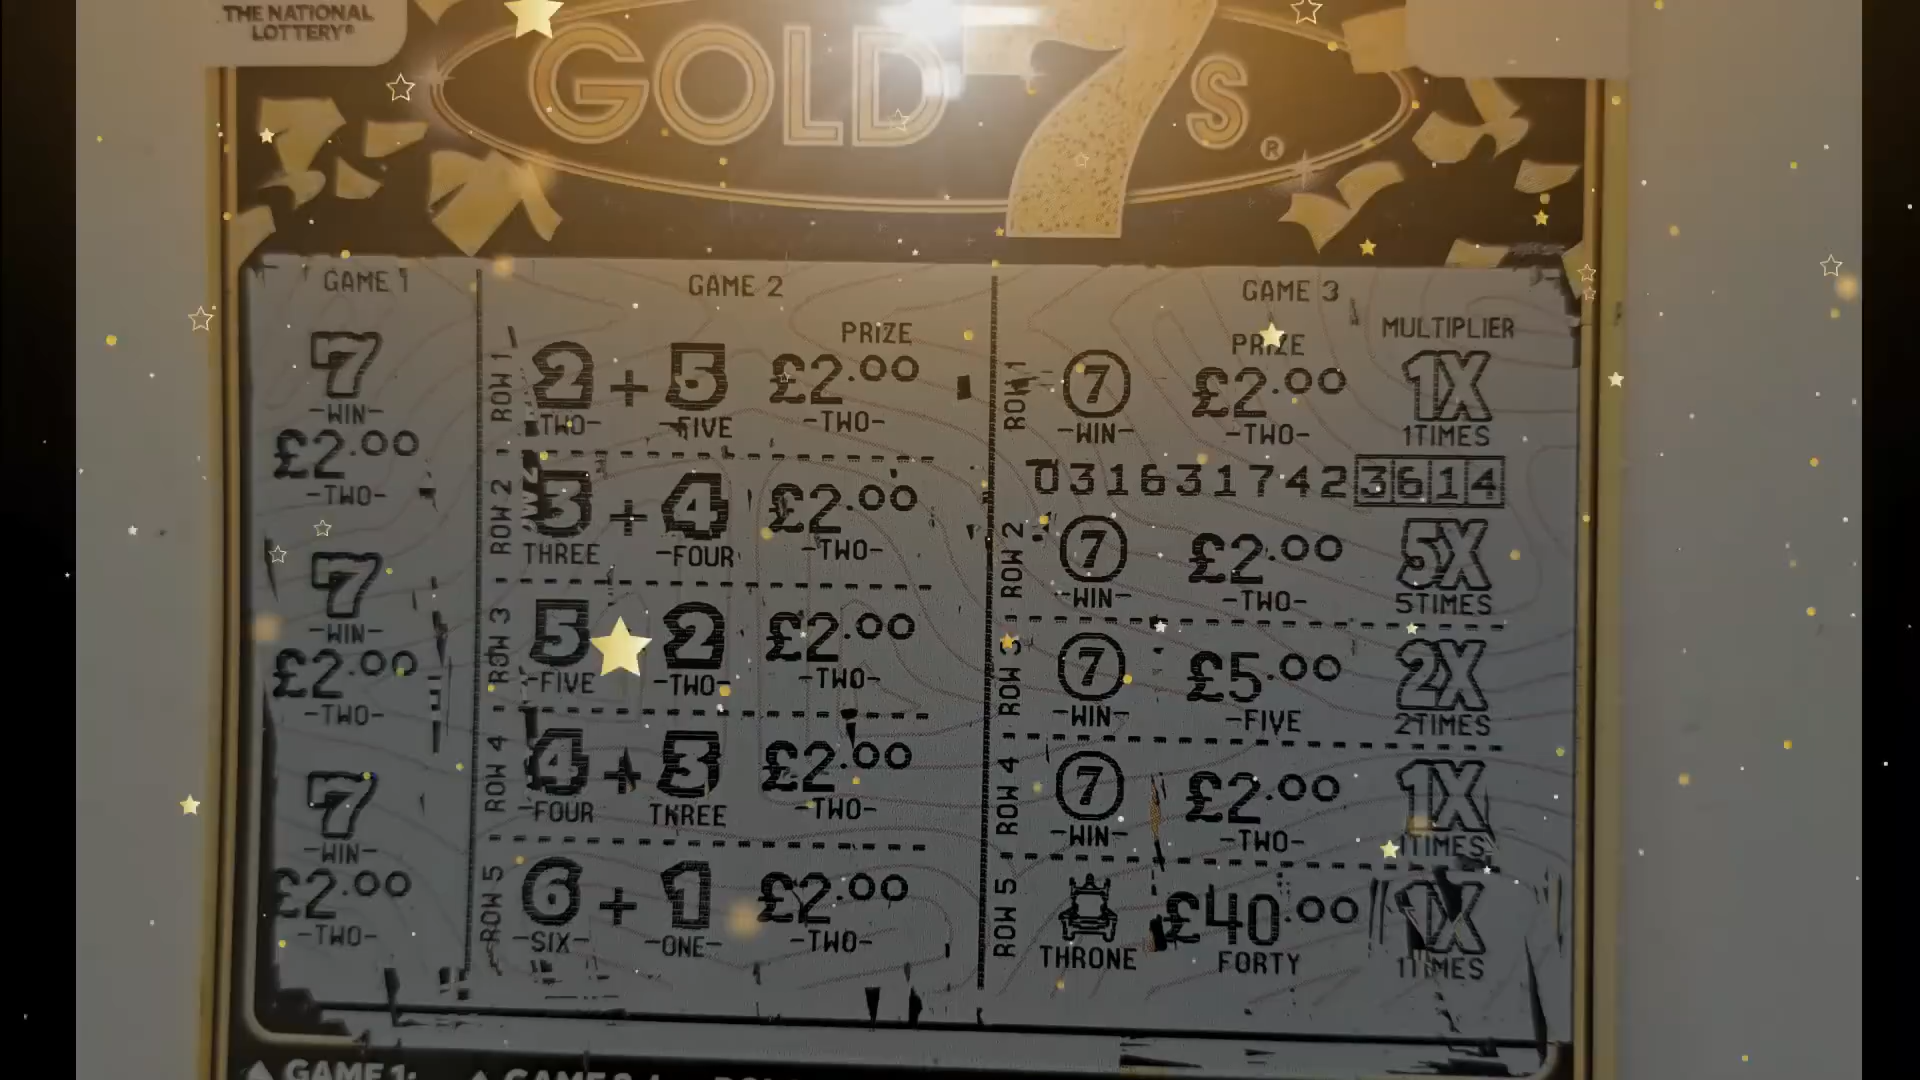 THE NATIONAL
LOTTERY®
GOLD 7S®
GAME 1
7
-WIN-
£2.00
-TWO-
7
-WIN-
£2.00
-TWO-
7
-WIN-
£2.00
-TWO-
GAME 2
PRIZE
ROW 1
2 + 5 £2.00
TWO- -FIVE -TWO-
ROW 2
3 + 4 £2.00
THREE -FOUR -TWO-
ROW 3
5 2 £2.00
-FIVE -TWO- -TWO-
ROW 4
4 + 3 £2.00
-FOUR THREE -TWO-
ROW 5
6 + 1 £2.00
-SIX- -ONE- -TWO-
GAME 3
PRIZE MULTIPLIER
ROW 1
7 £2.00 1X
-WIN- -TWO- 1TIMES
0316317423614
ROW 2
7 £2.00 5X
-WIN- -TWO- 5TIMES
ROW 3
7 £5.00 2X
-WIN- -FIVE 2TIMES
ROW 4
7 £2.00 1X
-WIN- -TWO- 1TIMES
ROW 5
£40.00 1X
THRONE FORTY 1TIMES
GAME 1: